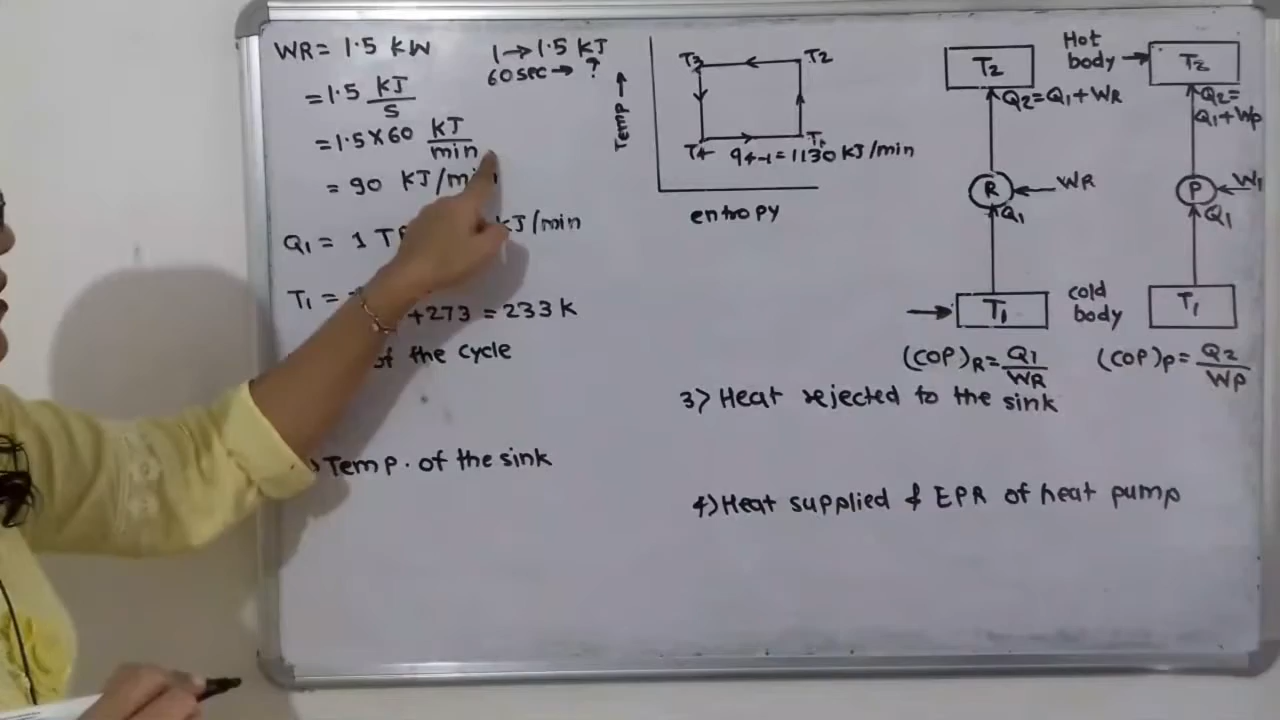 WR = 1.5 KW
= 1.5 KJ/S
= 1.5 X 60 KJ/min
= 90 KJ/min
1 → 1.5 KJ
60 sec → ?
Q1 = 1 KJ/min
T1 = +273 = 233 K
of the cycle
Temp. of the sink
Temp →
T3 T2
T4 T1
q4-1 = 1130 KJ/min
entropy
T2
Q2 = Q1 + WR
R ← WR
Q1
T1
(COP)R = Q1/WR
Hot body →
cold body
T2
Q2 = Q1 + Wp
P
Q1
T1
(COP)p = Q2/Wp
3) Heat rejected to the sink
4) Heat supplied & EPR of heat pump